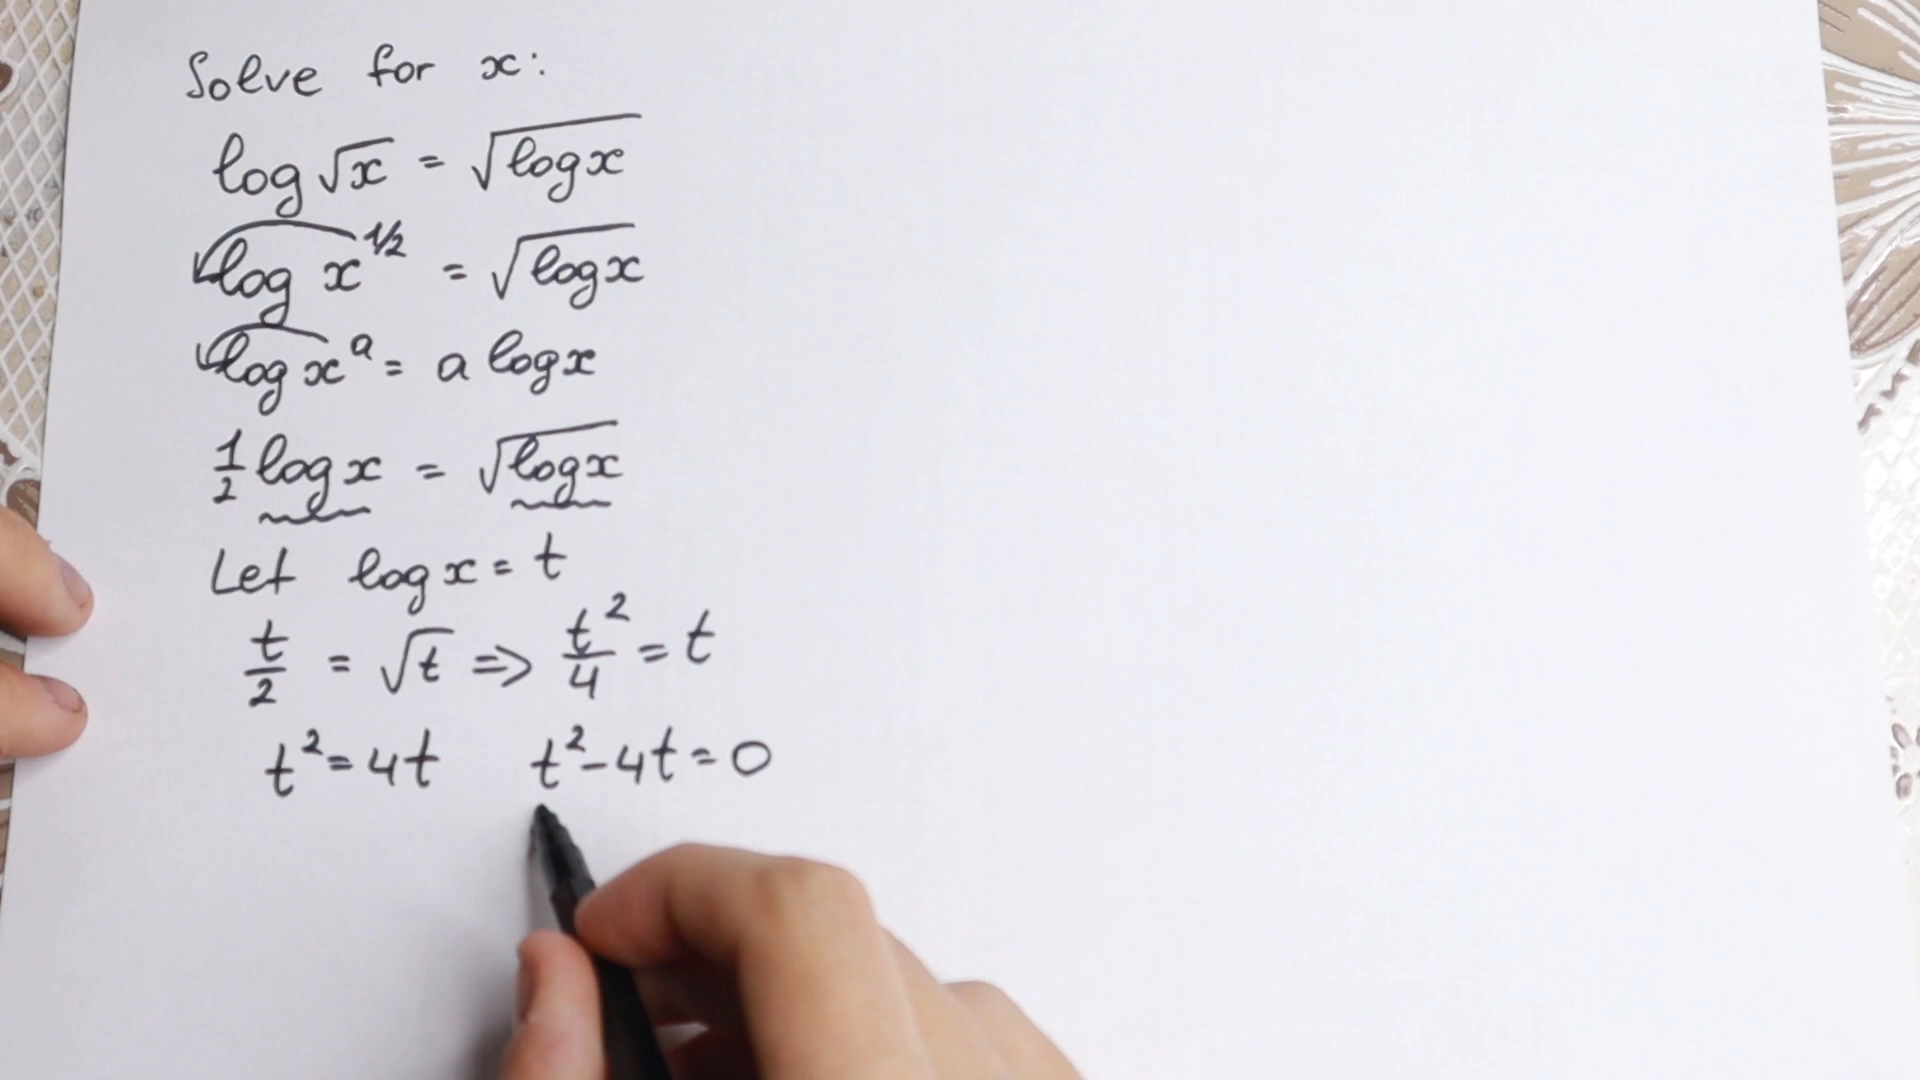 Solve for x:
log √x = √log x
log x^1/2 = √log x
log x^a = a log x
1/2 log x = √log x
Let log x = t
t/2 = √t => t^2/4 = t
t^2 = 4t t^2 - 4t = 0